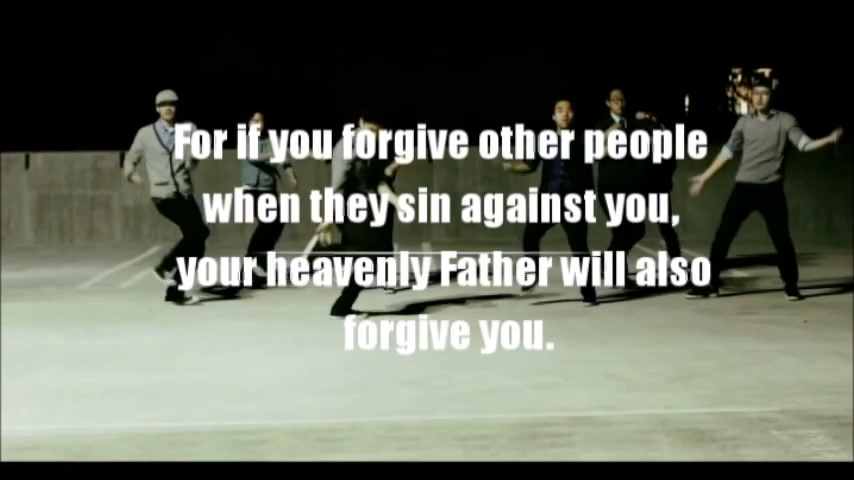 For if you forgive other people
when they sin against you,
your heavenly Father will also
forgive you.